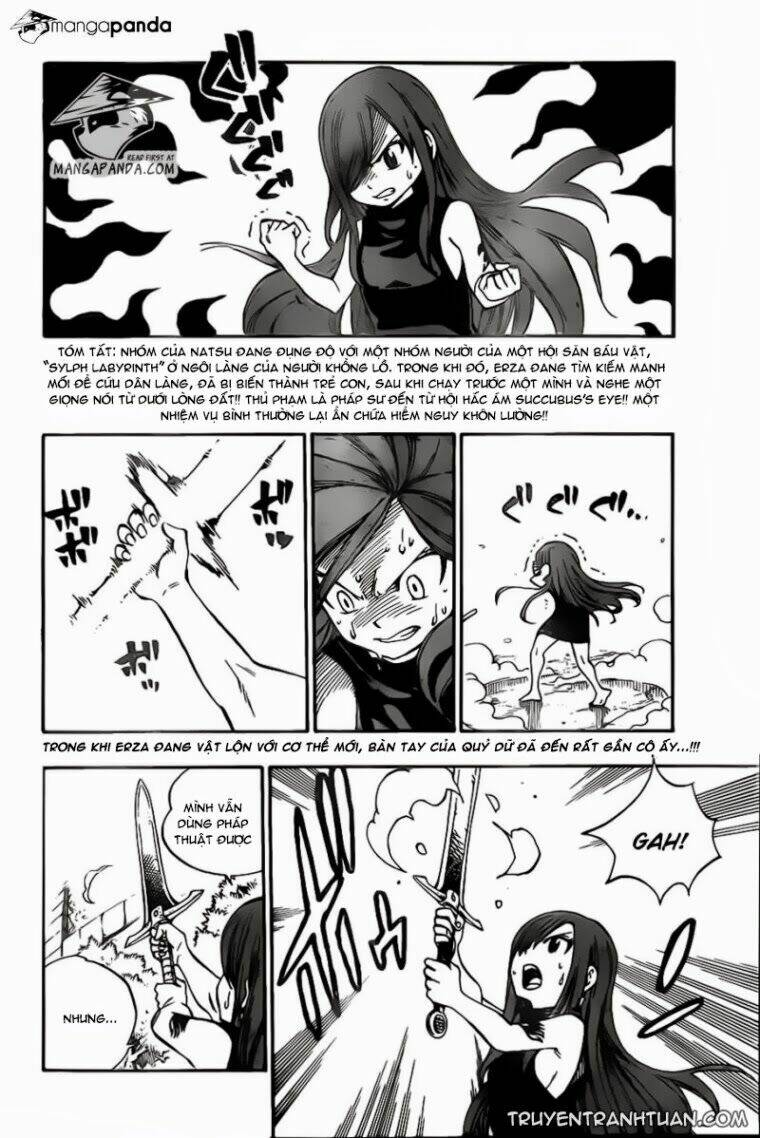 mangapanda
READ FIRST AT
MANGAPANDA.COM
TÓM TẮT: NHÓM CỦA NATSU ĐANG ĐỤNG ĐỘ VỚI MỘT NHÓM NGƯỜI CỦA MỘT HỘI SĂN BÁU VẬT,
"SYLPH LABYRINTH" Ở NGÔI LÀNG CỦA NGƯỜI KHỔNG LỒ. TRONG KHI ĐÓ, ERZA ĐANG TÌM KIẾM MANH
MỐI ĐỂ CỨU DÂN LÀNG, ĐÃ BỊ BIẾN THÀNH TRẺ CON, SAU KHI CHẠY TRƯỚC MỘT MÌNH VÀ NGHE MỘT
GIỌNG NÓI TỪ DƯỚI LÒNG ĐẤT!! THỦ PHẠM LÀ PHÁP SƯ ĐẾN TỪ HỘI HẮC ÁM SUCCUBUS'S EYE!! MỘT
NHIỆM VỤ BÌNH THƯỜNG LẠI ẨN CHỨA HIỂM NGUY KHÔN LƯỜNG!!
TRONG KHI ERZA ĐANG VẬT LỘN VỚI CƠ THỂ MỚI, BÀN TAY CỦA QUỶ DỮ ĐÃ ĐẾN RẤT GẦN CÔ ẤY...!!!
MÌNH VẪN
DÙNG PHÁP
THUẬT ĐƯỢC
NHƯNG...
GAH!
TRUYENTRANHTUAN.COM